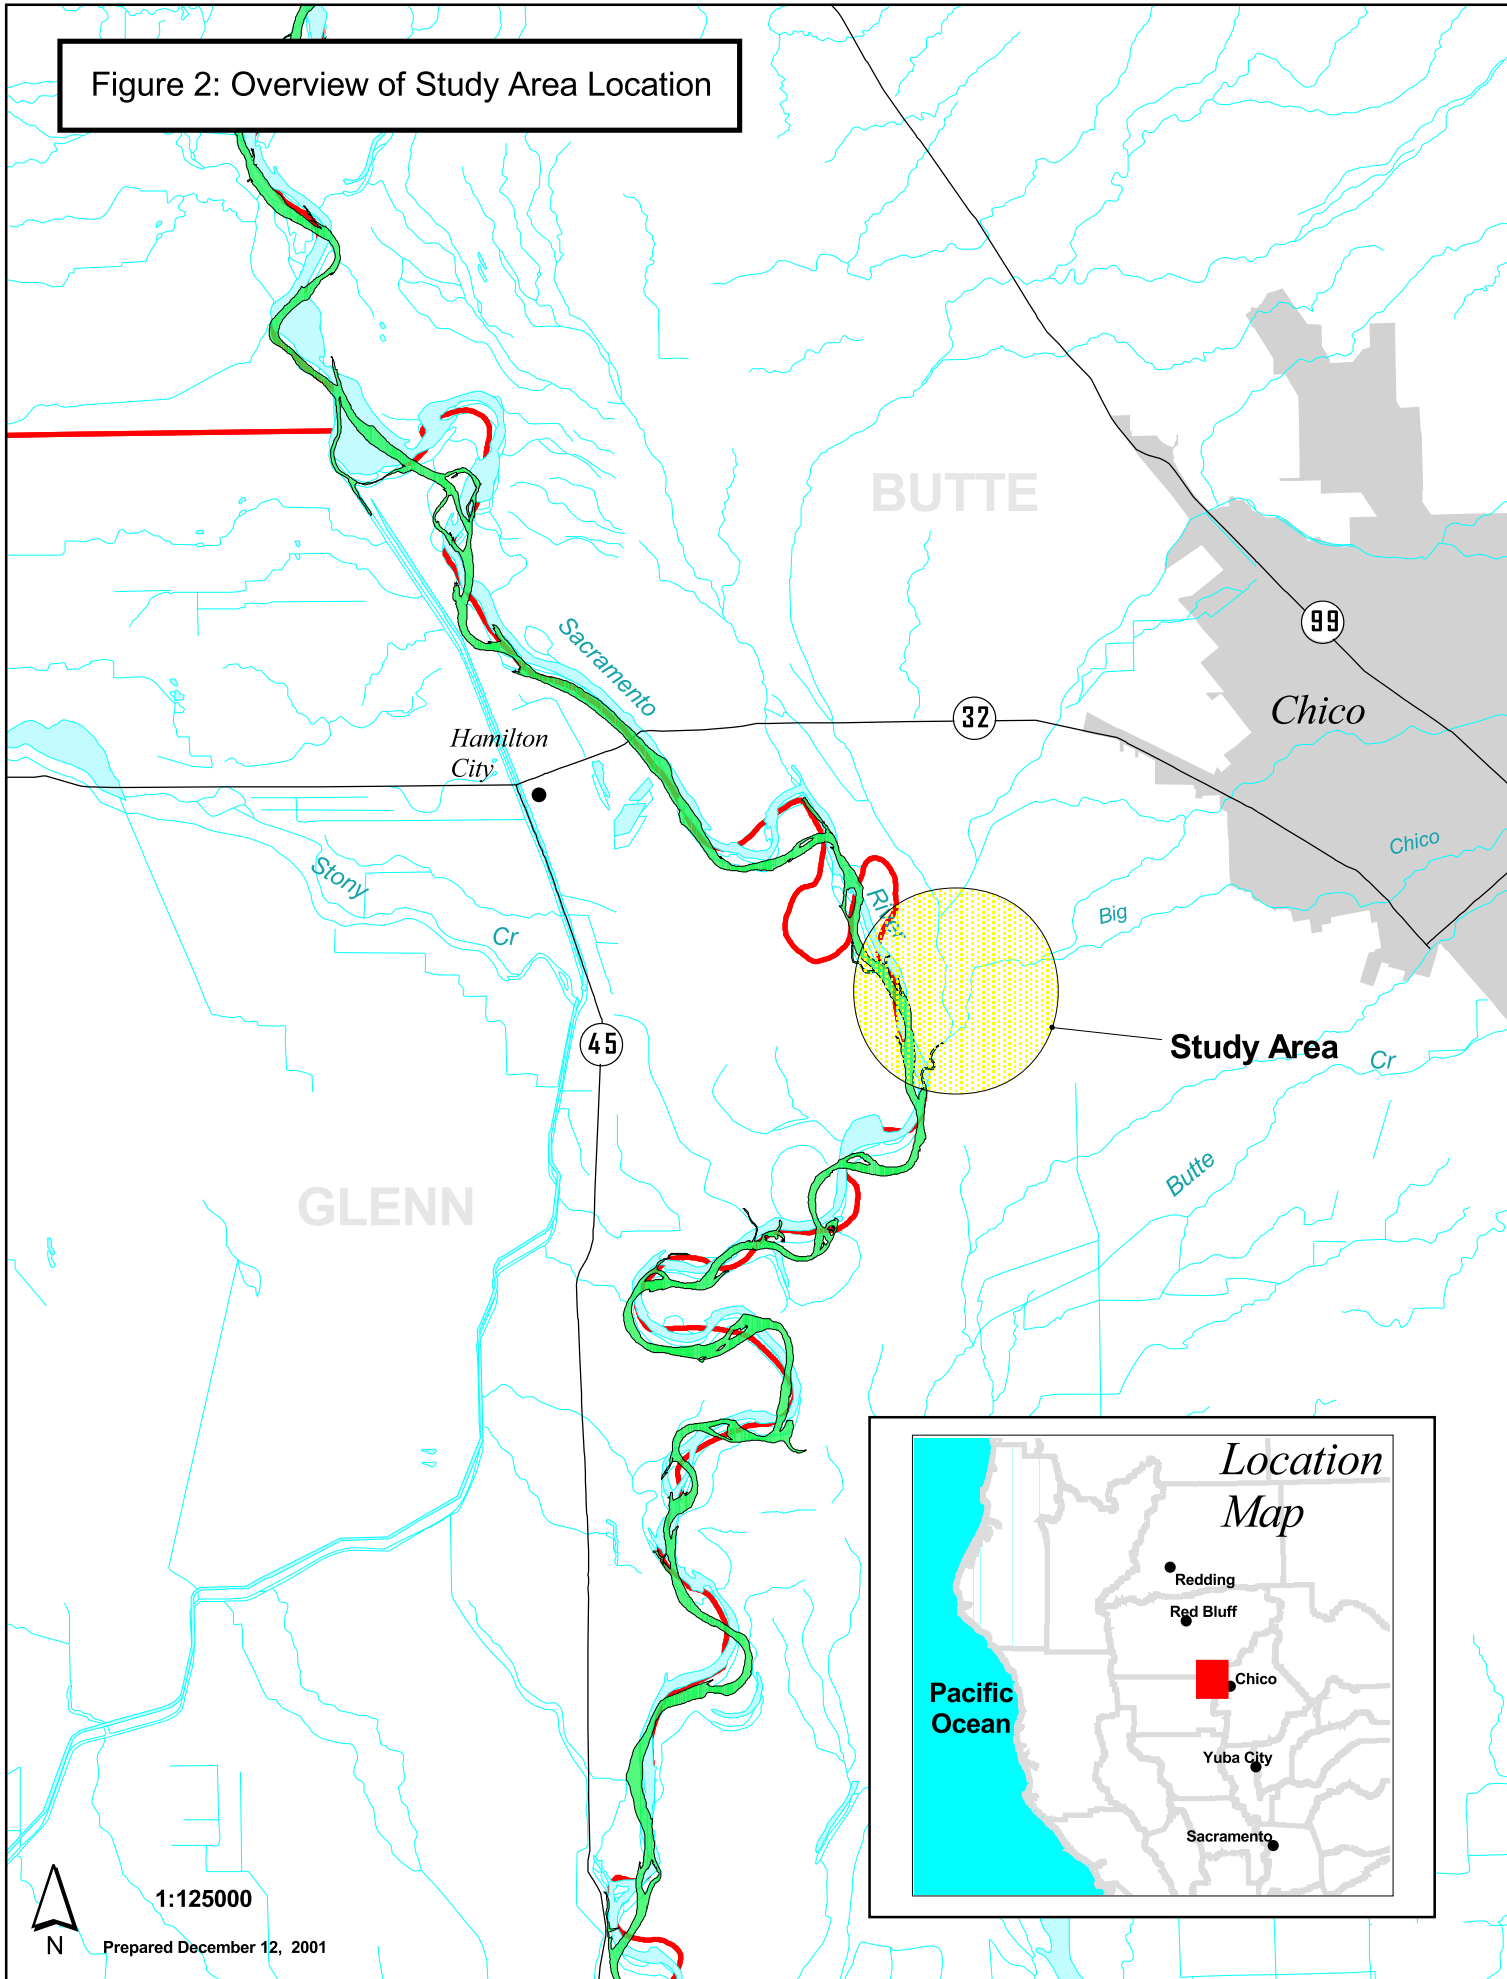 Figure 2: Overview of Study Area Location
BUTTE
99
Sacramento
Chico
32
Hamilton
City
Chico
Stony
River
Big
Cr
45
Study Area
Cr
Butte
GLENN
Location
Map
Redding
Red Bluff
Chico
Pacific
Ocean
Yuba City
Sacramento
1:125000
N
Prepared December 12, 2001